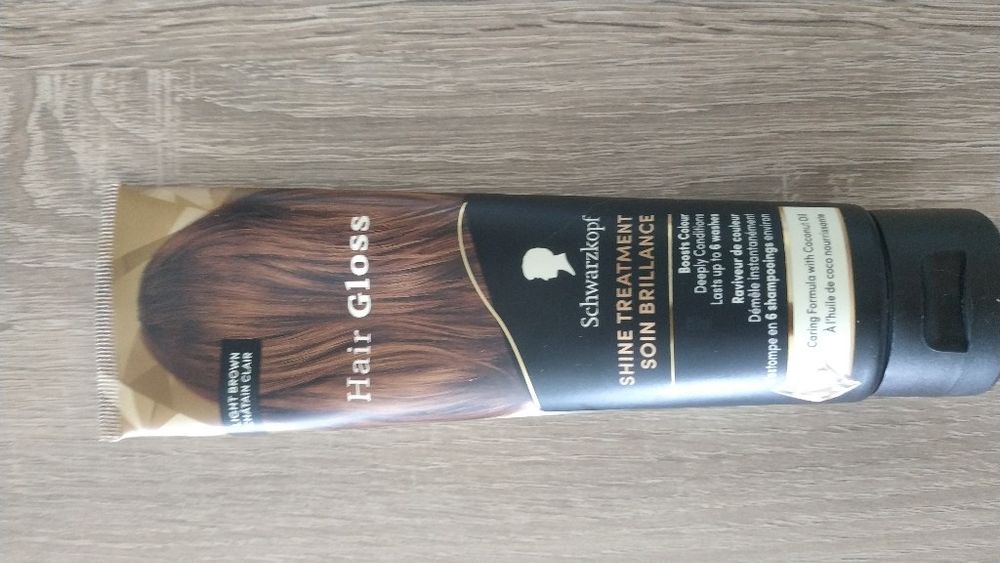 LIGHT BROWN
CHÂTAIN CLAIR
Hair Gloss
Schwarzkopf
SHINE TREATMENT
SOIN BRILLANCE
Boosts Colour
Deeply Conditions
Lasts up to 6 washes
Raviveur de couleur
Démêle instantanément
S'estompe en 6 shampooings environ
Caring Formula with Coconut Oil
À l'huile de coco nourrissante